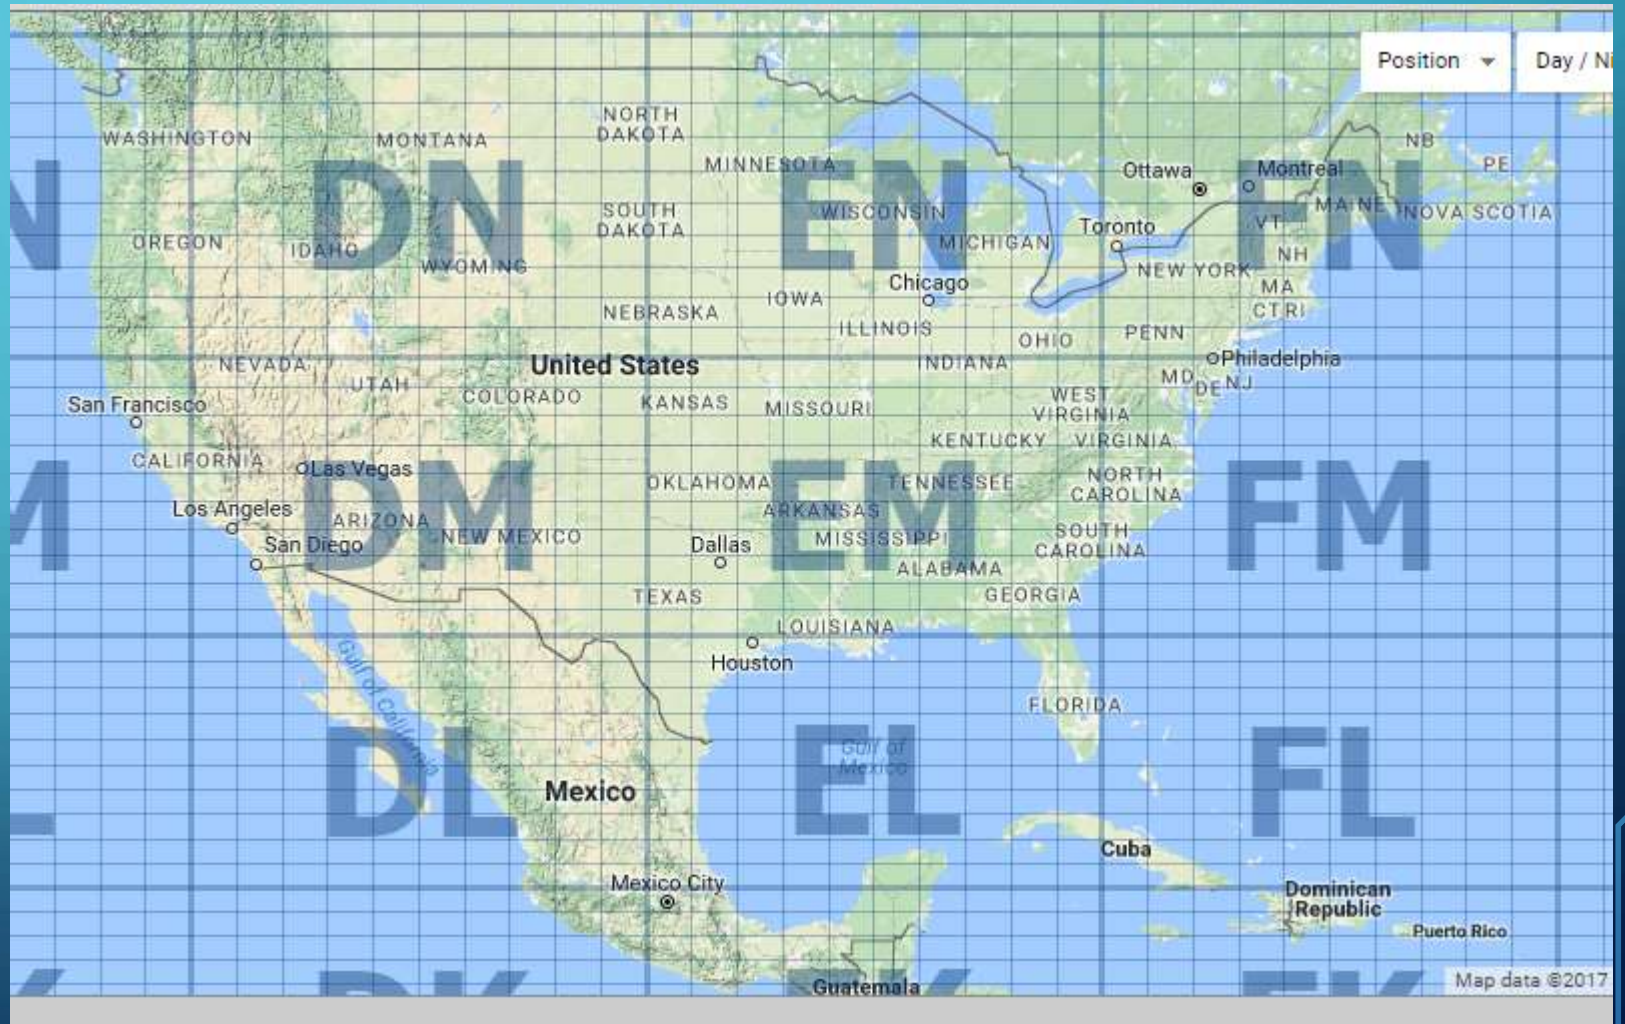 Position
Day / Ni
NORTH
DAKOTA
WASHINGTON
MONTANA
NB
MINNESOTA
PE
Ottawa
Montreal
N
DN
EN
FN
SOUTH
DAKOTA
WISCONSIN
MAINE
NOVA SCOTIA
VT
Toronto
OREGON
IDAHO
MICHIGAN
NH
WYOMING
NEW YORK
Chicago
MA
IOWA
CT RI
NEBRASKA
ILLINOIS
OHIO
PENN
NEVADA
United States
INDIANA
Philadelphia
UTAH
MD
DE
NJ
COLORADO
KANSAS
MISSOURI
WEST
VIRGINIA
San Francisco
KENTUCKY
VIRGINIA
CALIFORNIA
Las Vegas
OKLAHOMA
TENNESSEE
NORTH
CAROLINA
M
DM
EM
FM
Los Angeles
ARIZONA
ARKANSAS
NEW MEXICO
MISSISSIPPI
SOUTH
CAROLINA
San Diego
Dallas
ALABAMA
TEXAS
GEORGIA
LOUISIANA
Houston
Gulf of California
FLORIDA
Gulf of
Mexico
L
DL
EL
FL
Mexico
Cuba
Mexico City
Dominican
Republic
Puerto Rico
K
DK
EK
FK
Guatemala
Map data ©2017